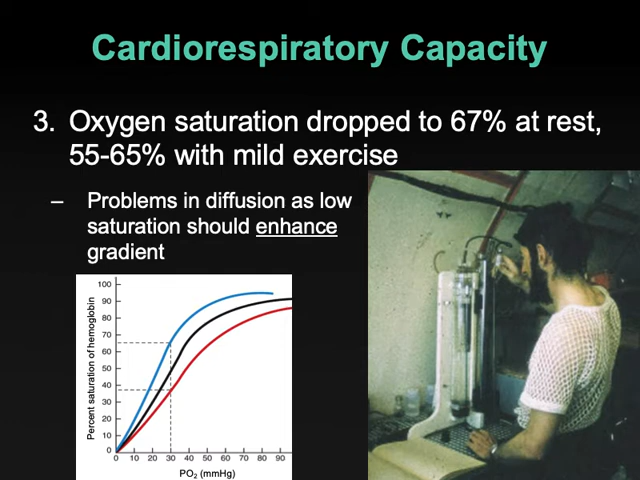 Cardiorespiratory Capacity
3. Oxygen saturation dropped to 67% at rest,
55-65% with mild exercise
– Problems in diffusion as low
saturation should enhance
gradient
Percent saturation of hemoglobin
100
90
80
70
60
50
40
30
20
10
0
0 10 20 30 40 50 60 70 80 90
PO₂ (mmHg)